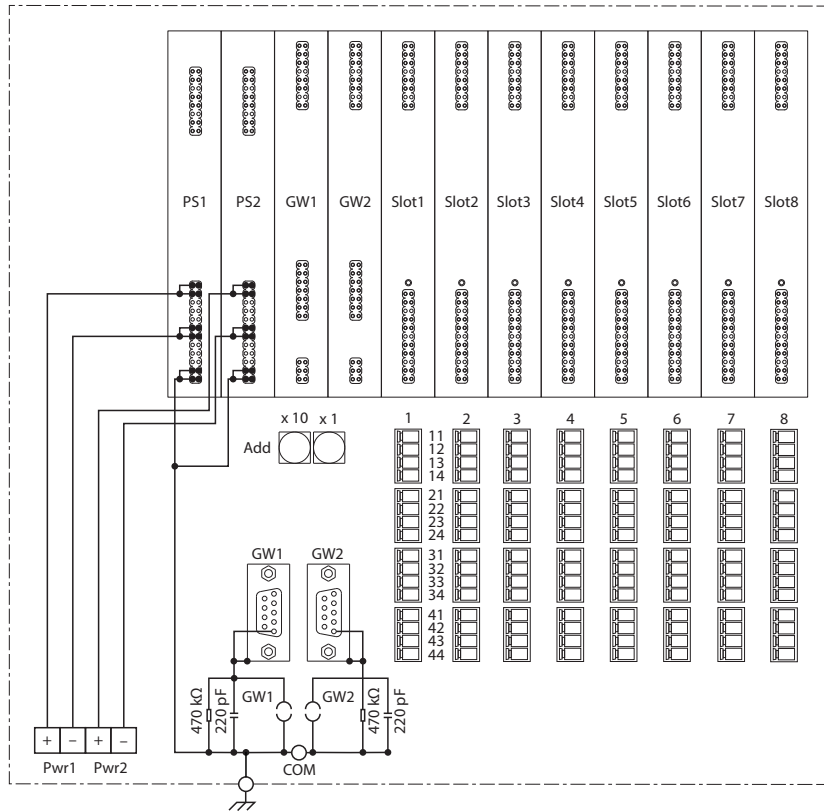 PS1 PS2 GW1 GW2 Slot1 Slot2 Slot3 Slot4 Slot5 Slot6 Slot7 Slot8
x 10 x 1
Add
1 2 3 4 5 6 7 8
11
12
13
14
21
22
23
24
31
32
33
34
41
42
43
44
GW1 GW2
470 kΩ
220 pF
GW1 GW2
470 kΩ
220 pF
+ − + −
Pwr1 Pwr2
COM